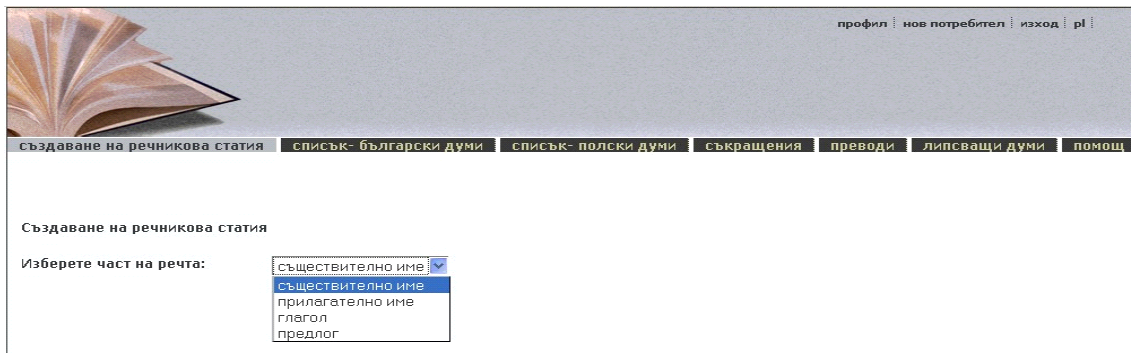 профил нов потребител изход pl
създаване на речникова статия списък- български думи списък- полски думи съкращения преводи липсващи думи помощ
Създаване на речникова статия
Изберете част на речта: съществително име
съществително име
прилагателно име
глагол
предлог